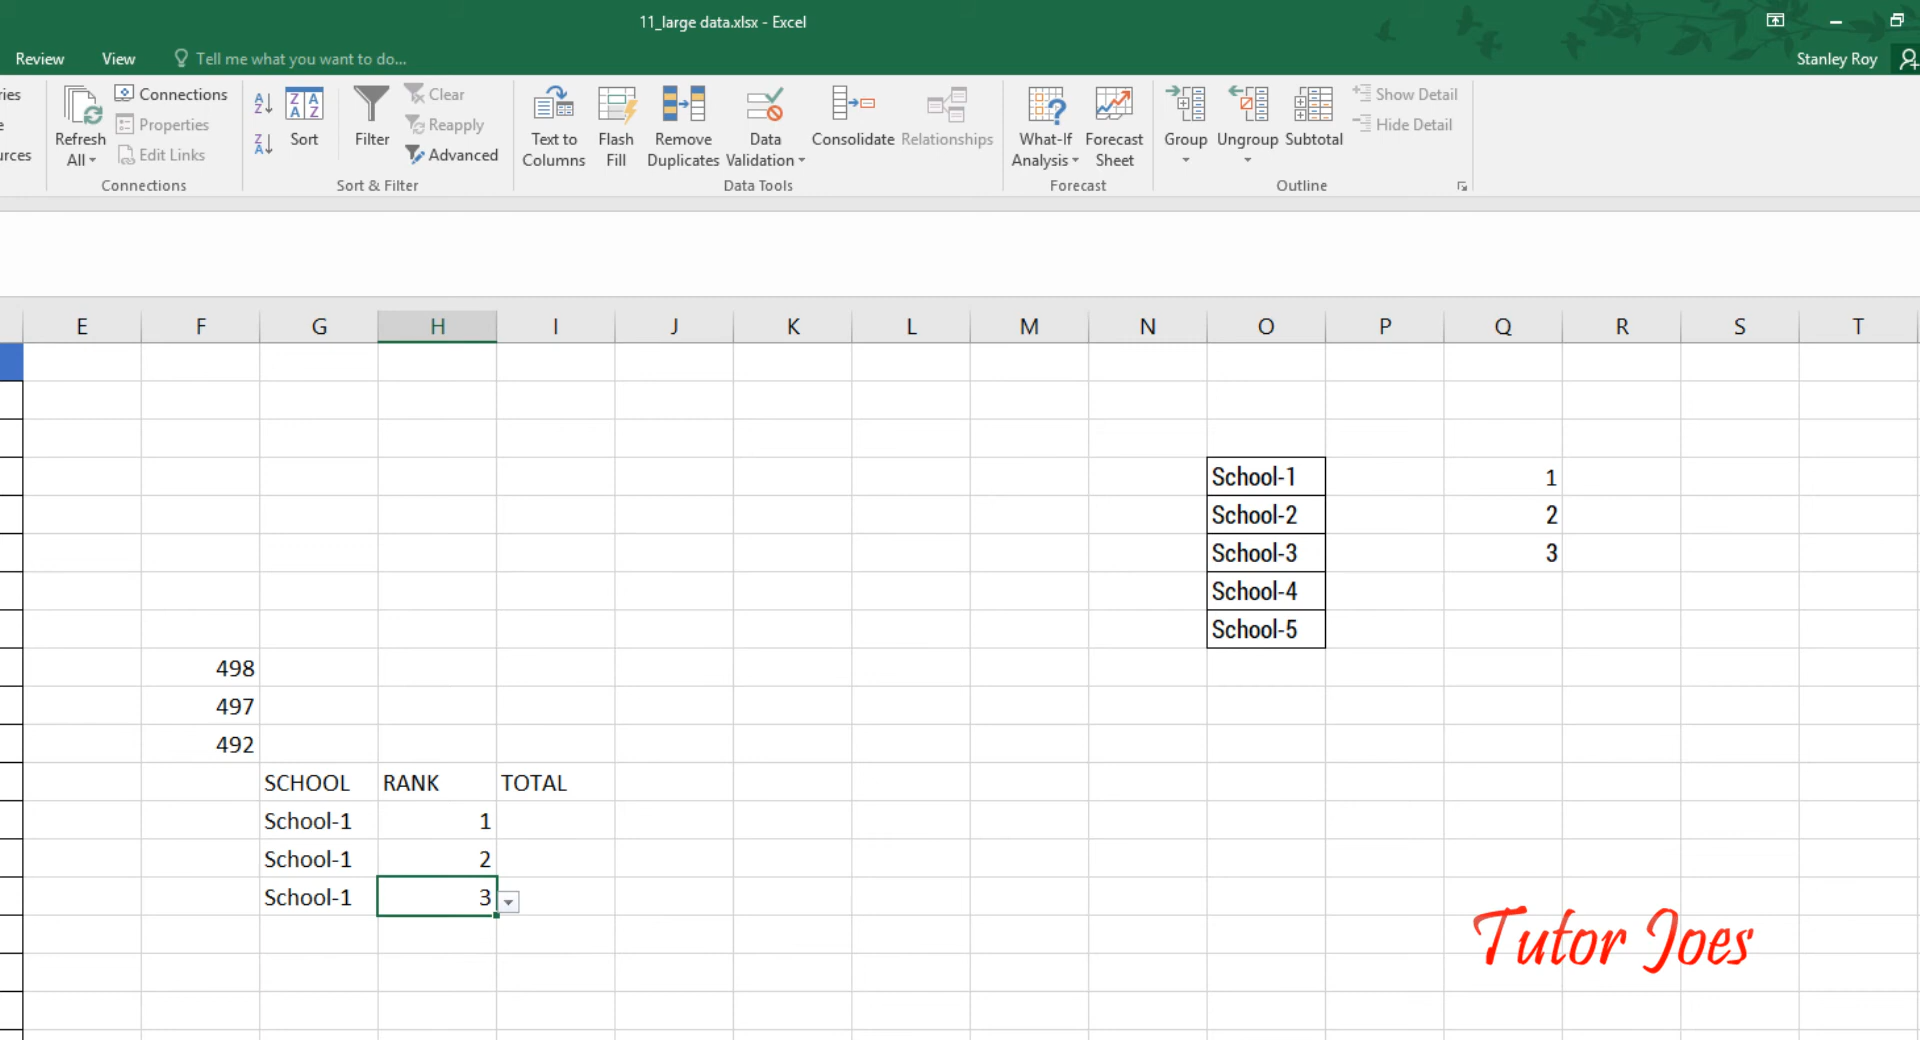 11_large data.xlsx - Excel
Review View Tell me what you want to do... Stanley Roy
Connections
Properties
Edit Links
Refresh All
Connections
Sort
Filter
Clear
Reapply
Advanced
Sort & Filter
Text to Columns
Flash Fill
Remove Duplicates
Data Validation
Consolidate
Relationships
Data Tools
What-If Analysis
Forecast Sheet
Forecast
Group
Ungroup
Subtotal
Show Detail
Hide Detail
Outline
E F G H I J K L M N O P Q R S T
School-1 1
School-2 2
School-3 3
School-4
School-5
498
497
492
SCHOOL RANK TOTAL
School-1 1
School-1 2
School-1 3
Tutor Joes